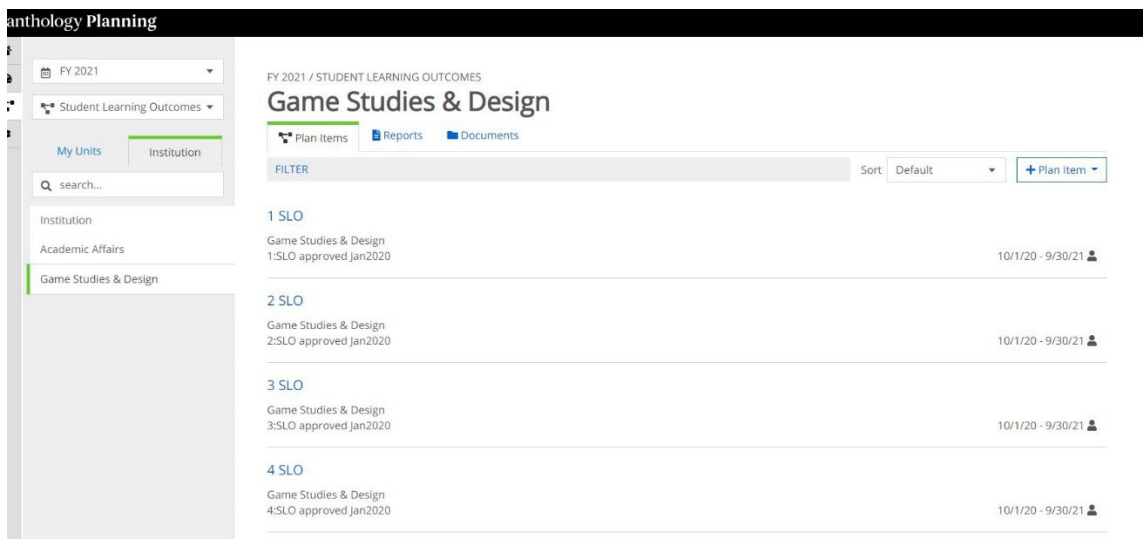 anthology Planning
FY 2021
Student Learning Outcomes
My Units Institution
search...
Institution
Academic Affairs
Game Studies & Design
FY 2021 / STUDENT LEARNING OUTCOMES
Game Studies & Design
Plan Items Reports Documents
FILTER Sort Default + Plan Item
1 SLO
Game Studies & Design
1:SLO approved Jan2020 10/1/20 - 9/30/21
2 SLO
Game Studies & Design
2:SLO approved Jan2020 10/1/20 - 9/30/21
3 SLO
Game Studies & Design
3:SLO approved Jan2020 10/1/20 - 9/30/21
4 SLO
Game Studies & Design
4:SLO approved Jan2020 10/1/20 - 9/30/21